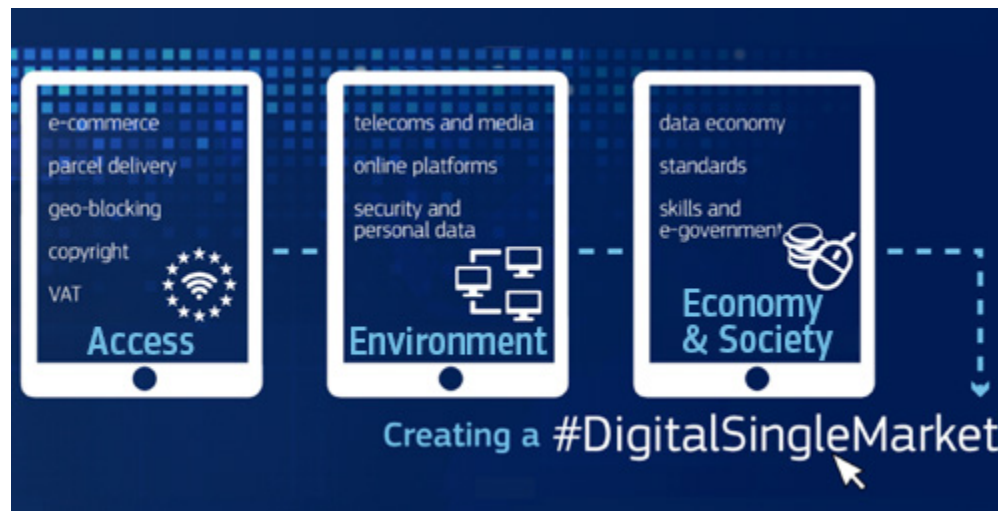 e-commerce
parcel delivery
geo-blocking
copyright
VAT
Access
telecoms and media
online platforms
security and
personal data
Environment
data economy
standards
skills and
e-government
Economy
& Society
Creating a #DigitalSingleMarket